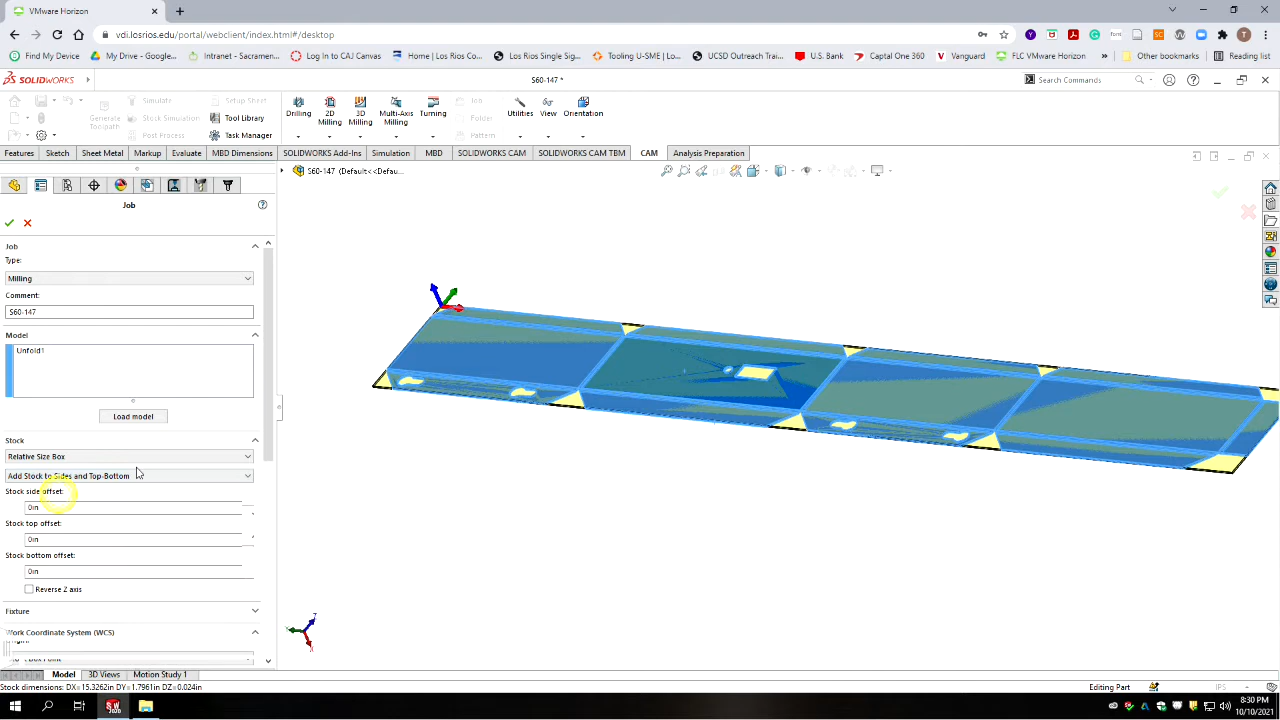 VMware Horizon
vdi.losrios.edu/portal/webclient/index.html#/desktop
Find My Device
My Drive - Google...
Intranet - Sacrament...
Log In to CAJ Canvas
Home | Los Rios Co...
Los Rios Single Sig...
Tooling U-SME | Lo...
UCSD Outreach Trai...
U.S. Bank
Captal One 360
Vanguard
FLC VMware Horizon
Other bookmarks
SOLIDWORKS
S60-147 *
Search Commands
Generate Toolpath
Simulate
Stock Simulation
Post Process
Setup Sheet
Tool Library
Task Manager
Drilling
2D Milling
3D Milling
Multi-Axis Milling
Turning
Job
Folder
Pattern
Utilities
View
Orientation
Features
Sketch
Sheet Metal
Markup
Evaluate
MBD Dimensions
SOLIDWORKS Add-Ins
Simulation
MBD
SOLIDWORKS CAM
SOLIDWORKS CAM TBM
CAM
Analysis Preparation
S60-147 (Default<<Defau...
Job
Job
Type:
Milling
Comment:
S60-147
Model
Unfold1
Load model
Stock
Relative Size Box
Add Stock to Sides and Top-Bottom
Stock side offset:
0in
Stock top offset:
0in
Stock bottom offset:
0in
Reverse Z axis
Fixture
Work Coordinate System (WCS)
Model
3D Views
Motion Study 1
Stock dimensions: DX=15.3262in DY=1.7961in DZ=0.024in
Editing Part
IPS
8:30 PM
10/10/2021